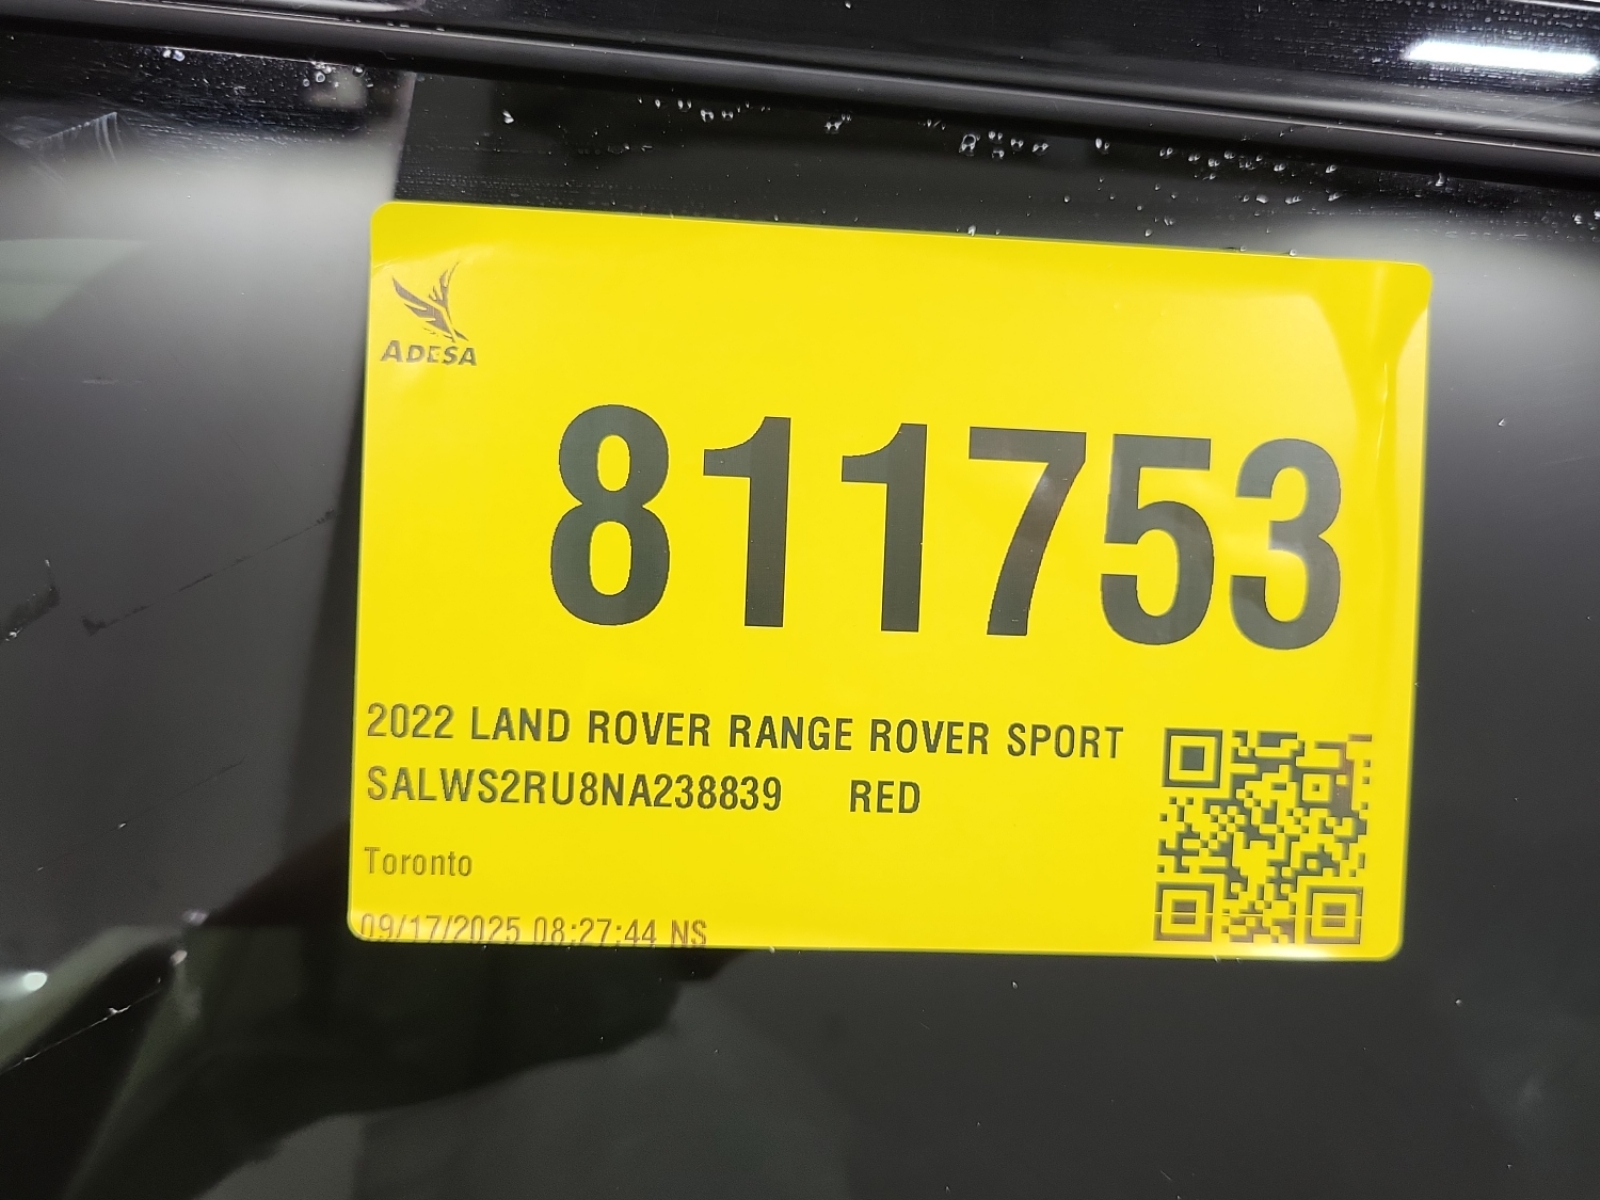 ADESA
811753
2022 LAND ROVER RANGE ROVER SPORT
SALWS2RU8NA238839 RED
Toronto
09/17/2025 08:27:44 NS